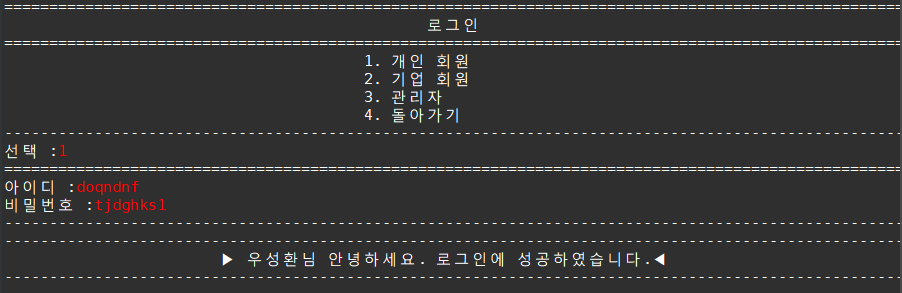 로그인
1. 개인 회원
2. 기업 회원
3. 관리자
4. 돌아가기
선택 :1
아이디 :doqndnf
비밀번호 :tjdghks1
▶ 우성환님 안녕하세요. 로그인에 성공하였습니다.◀